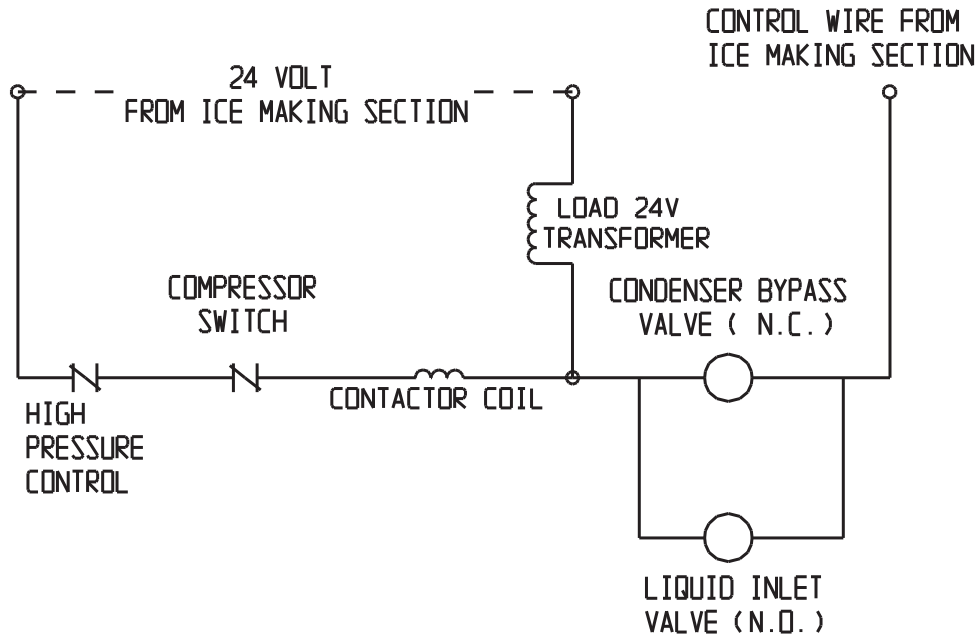 CONTROL WIRE FROM
ICE MAKING SECTION
24 VOLT
FROM ICE MAKING SECTION
LOAD 24V
TRANSFORMER
COMPRESSOR
SWITCH
CONDENSER BYPASS
VALVE ( N.C.)
CONTACTOR COIL
HIGH
PRESSURE
CONTROL
LIQUID INLET
VALVE (N.O.)